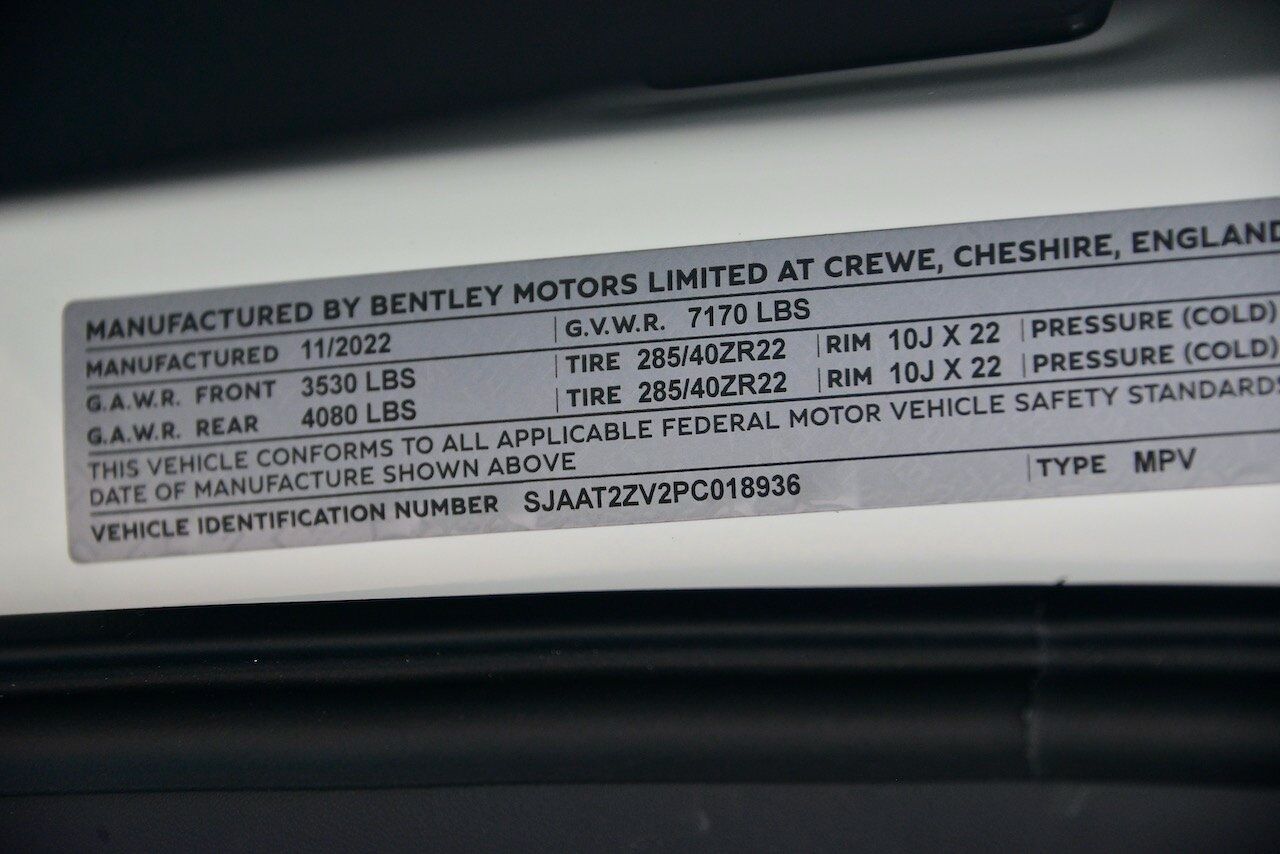 MANUFACTURED BY BENTLEY MOTORS LIMITED AT CREWE, CHESHIRE, ENGLAND
MANUFACTURED 11/2022 G.V.W.R. 7170 LBS
G.A.W.R. FRONT 3530 LBS TIRE 285/40ZR22 RIM 10J X 22 PRESSURE (COLD)
G.A.W.R. REAR 4080 LBS TIRE 285/40ZR22 RIM 10J X 22 PRESSURE (COLD)
THIS VEHICLE CONFORMS TO ALL APPLICABLE FEDERAL MOTOR VEHICLE SAFETY STANDARDS
DATE OF MANUFACTURE SHOWN ABOVE
VEHICLE IDENTIFICATION NUMBER SJAAT2ZV2PC018936 TYPE MPV